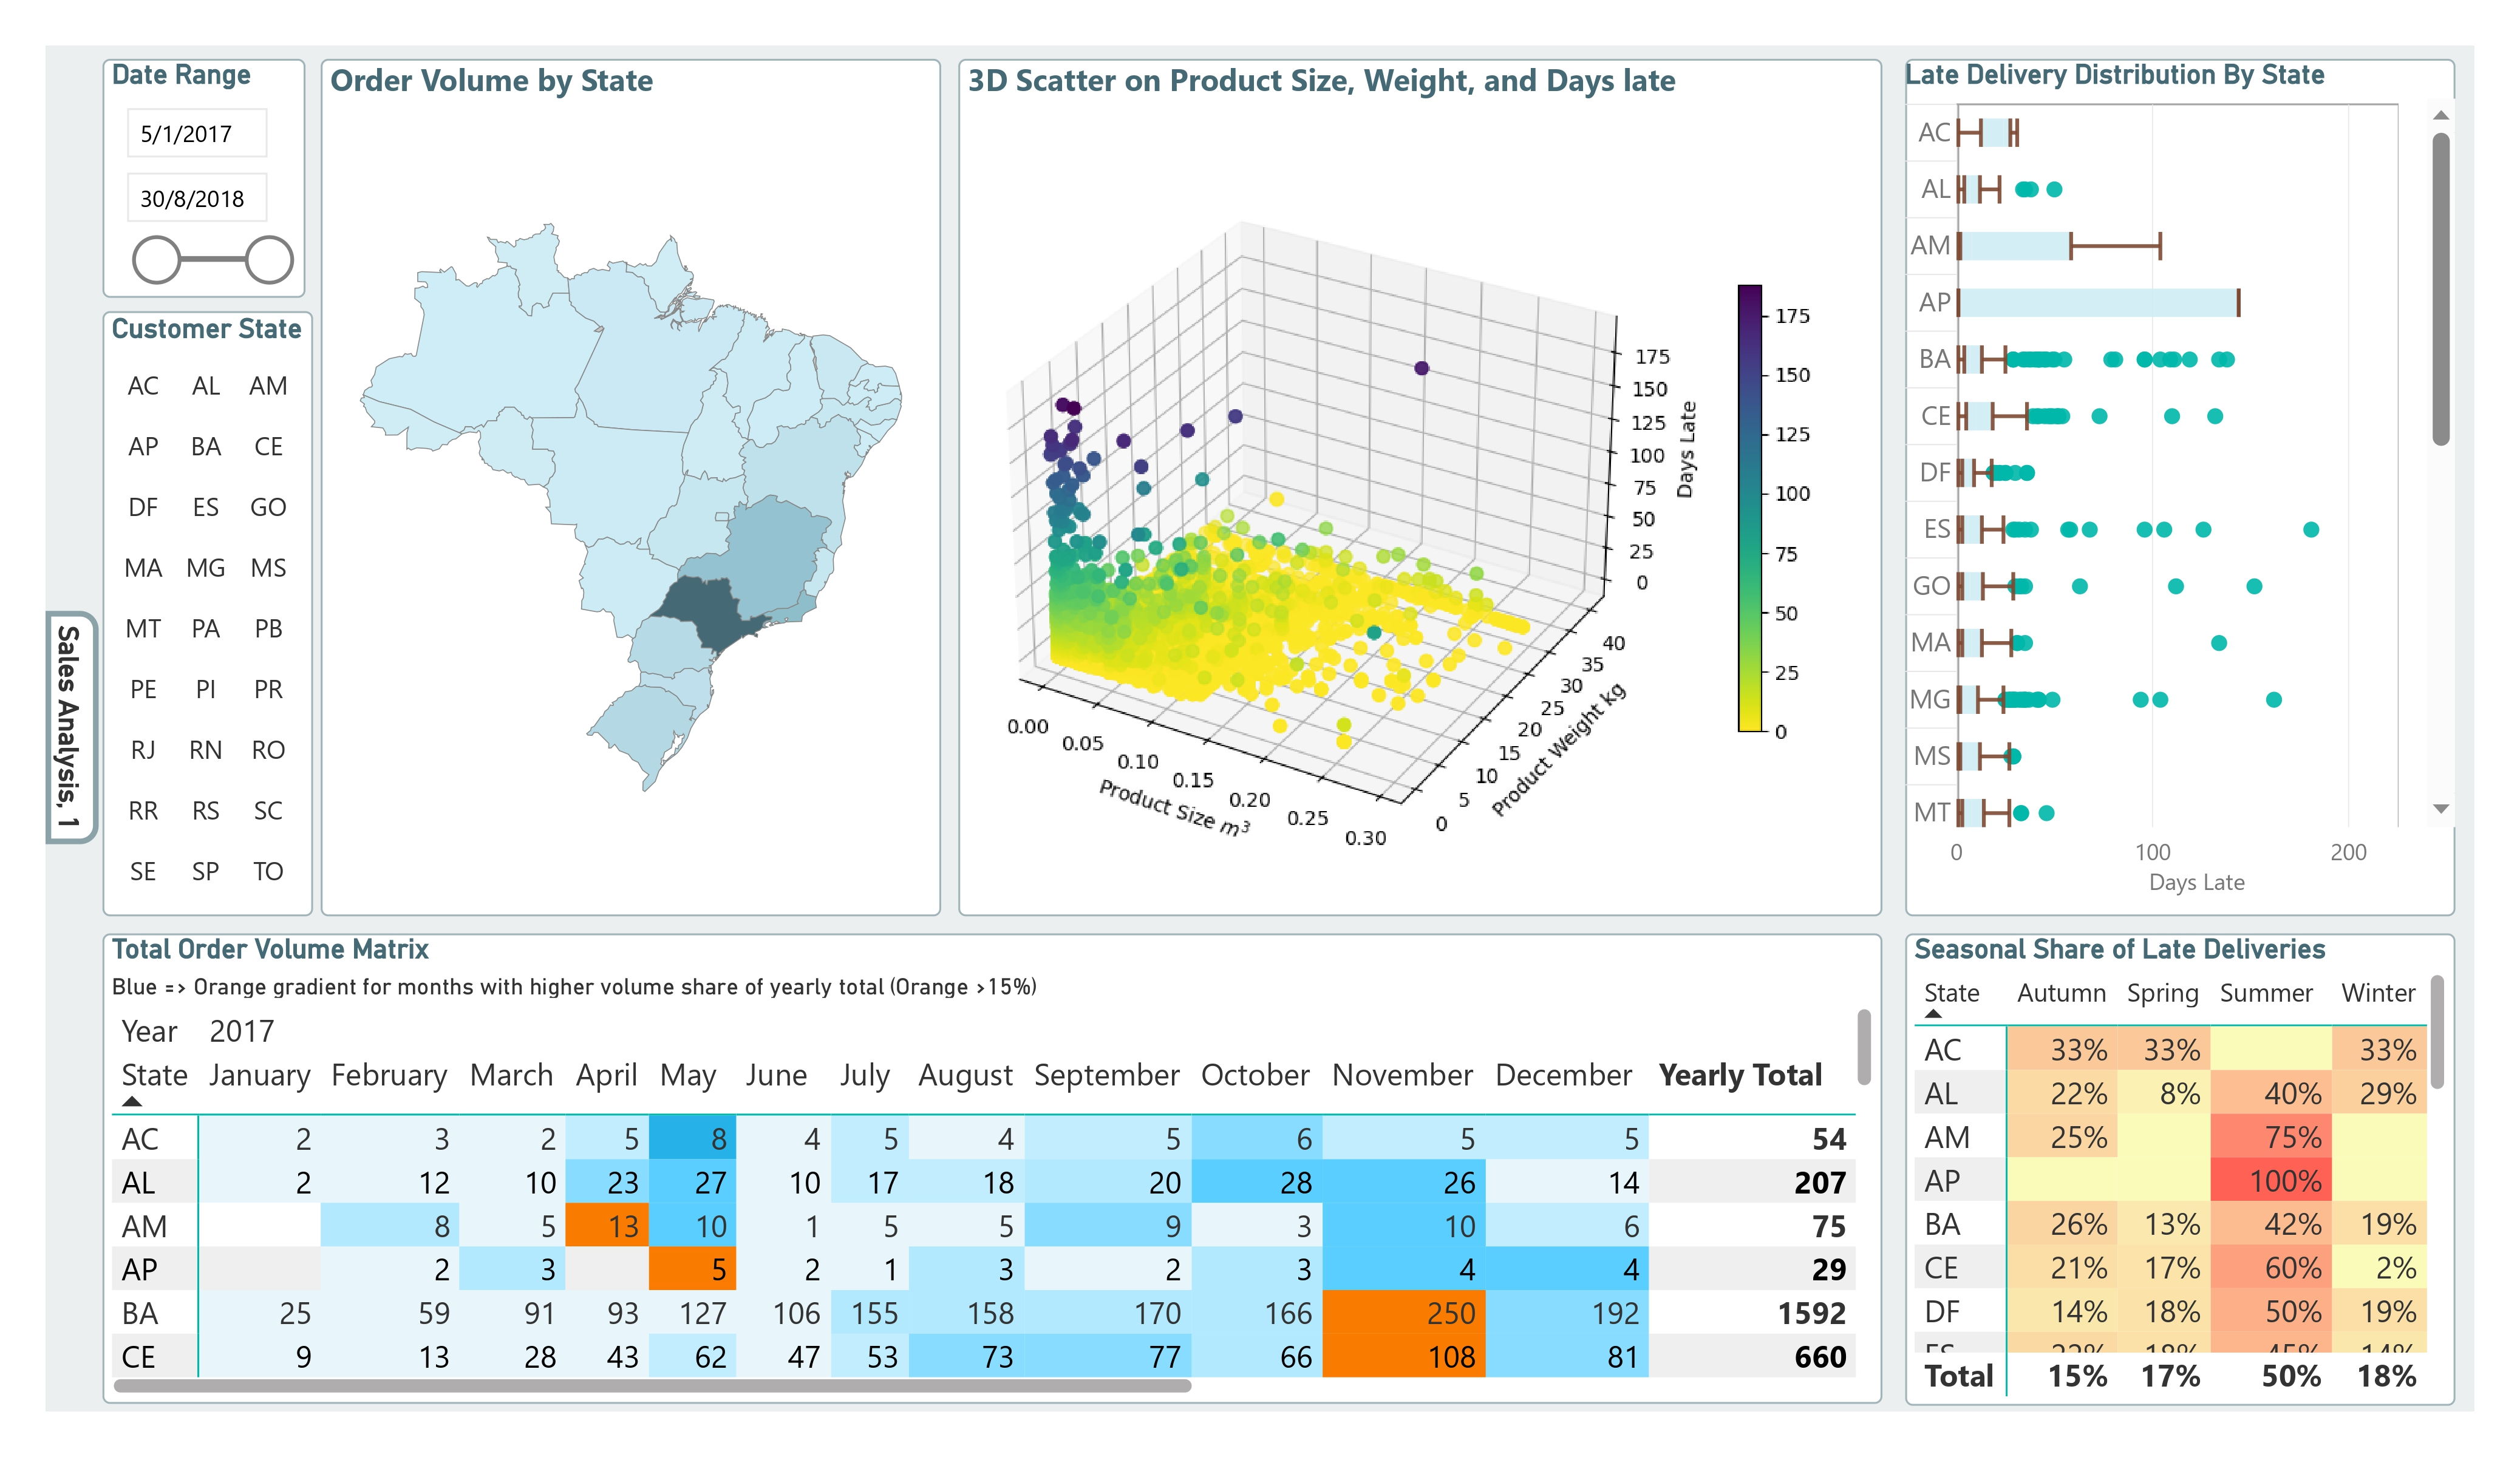 Date Range
5/1/2017
30/8/2018
Customer State
AC AL AM
AP BA CE
DF ES GO
MA MG MS
MT PA PB
PE PI PR
RJ RN RO
RR RS SC
SE SP TO
Sales Analysis, 1
Order Volume by State
3D Scatter on Product Size, Weight, and Days late
175
150
125
100
75
50
25
0
Days Late
40
35
30
25
20
15
10
5
0
Product Weight kg
0.00
0.05
0.10
0.15
0.20
0.25
0.30
Product Size m³
175
150
125
100
75
50
25
0
Late Delivery Distribution By State
AC
AL
AM
AP
BA
CE
DF
ES
GO
MA
MG
MS
MT
0 100 200
Days Late
Total Order Volume Matrix
Blue => Orange gradient for months with higher volume share of yearly total (Orange >15%)
Year 2017
State January February March April May June July August September October November December Yearly Total
AC 2 3 2 5 8 4 5 4 5 6 5 5 54
AL 2 12 10 23 27 10 17 18 20 28 26 14 207
AM 8 5 13 10 1 5 5 9 3 10 6 75
AP 2 3 5 2 1 3 2 3 4 4 29
BA 25 59 91 93 127 106 155 158 170 166 250 192 1592
CE 9 13 28 43 62 47 53 73 77 66 108 81 660
Seasonal Share of Late Deliveries
State Autumn Spring Summer Winter
AC 33% 33% 33%
AL 22% 8% 40% 29%
AM 25% 75%
AP 100%
BA 26% 13% 42% 19%
CE 21% 17% 60% 2%
DF 14% 18% 50% 19%
Total 15% 17% 50% 18%